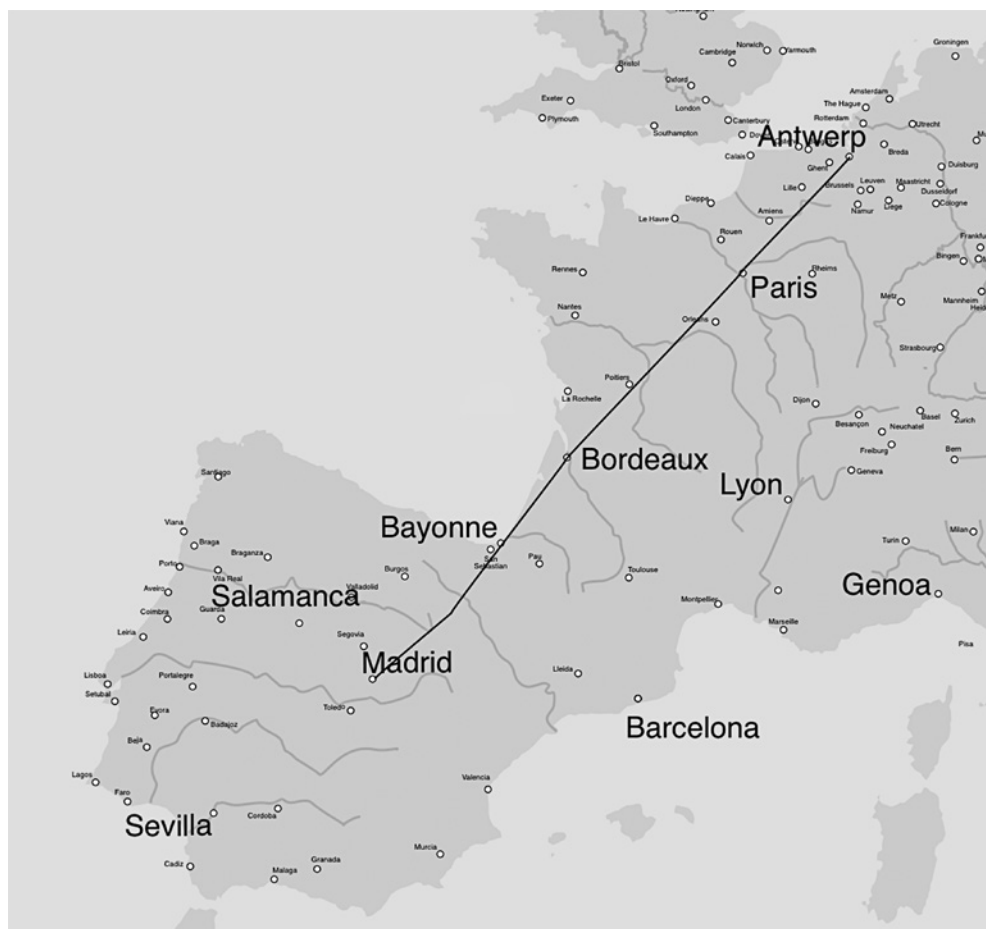 Norwich
Yarmouth
Cambridge
Groningen
Bristol
Oxford
Amsterdam
Exeter
London
The Hague
Plymouth
Canterbury
Rotterdam
Utrecht
Southampton
Antwerp
Calais
Breda
Ghent
Duisburg
Lille
Brussels
Leuven
Maastricht
Dusseldorf
Dieppe
Namur
Liege
Cologne
Le Havre
Amiens
Rouen
Frankfu
Bingen
Rennes
Rheims
Paris
Metz
Mannheim
Nantes
Orleans
Heid
Strasbourg
Poitiers
La Rochelle
Dijon
Besançon
Basel
Zurich
Neuchatel
Freiburg
Bern
Bordeaux
Geneva
Santiago
Lyon
Viana
Bayonne
Milan
Braga
Turin
Braganza
San
Sebastian
Pau
Porto
Burgos
Vila Real
Toulouse
Aveiro
Salamanca
Valladolid
Genoa
Montpellier
Coimbra
Guarda
Marseille
Leiria
Segovia
Pisa
Madrid
Lleida
Lisboa
Portalegre
Setubal
Toledo
Evora
Badajoz
Barcelona
Beja
Lagos
Valencia
Faro
Sevilla
Cordoba
Murcia
Cadiz
Granada
Malaga